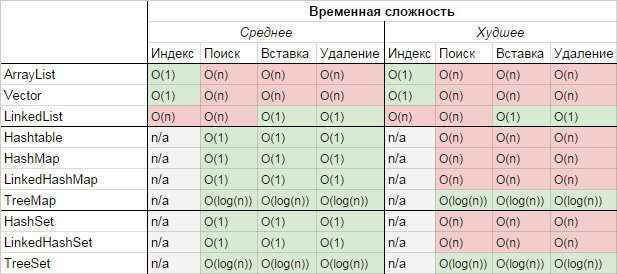 Временная сложность
Среднее Худшее
Индекс Поиск Вставка Удаление Индекс Поиск Вставка Удаление
ArrayList O(1) O(n) O(n) O(n) O(1) O(n) O(n) O(n)
Vector O(1) O(n) O(n) O(n) O(1) O(n) O(n) O(n)
LinkedList O(n) O(n) O(1) O(1) O(n) O(n) O(1) O(1)
Hashtable n/a O(1) O(1) O(1) n/a O(n) O(n) O(n)
HashMap n/a O(1) O(1) O(1) n/a O(n) O(n) O(n)
LinkedHashMap n/a O(1) O(1) O(1) n/a O(n) O(n) O(n)
TreeMap n/a O(log(n)) O(log(n)) O(log(n)) n/a O(log(n)) O(log(n)) O(log(n))
HashSet n/a O(1) O(1) O(1) n/a O(n) O(n) O(n)
LinkedHashSet n/a O(1) O(1) O(1) n/a O(n) O(n) O(n)
TreeSet n/a O(log(n)) O(log(n)) O(log(n)) n/a O(log(n)) O(log(n)) O(log(n))